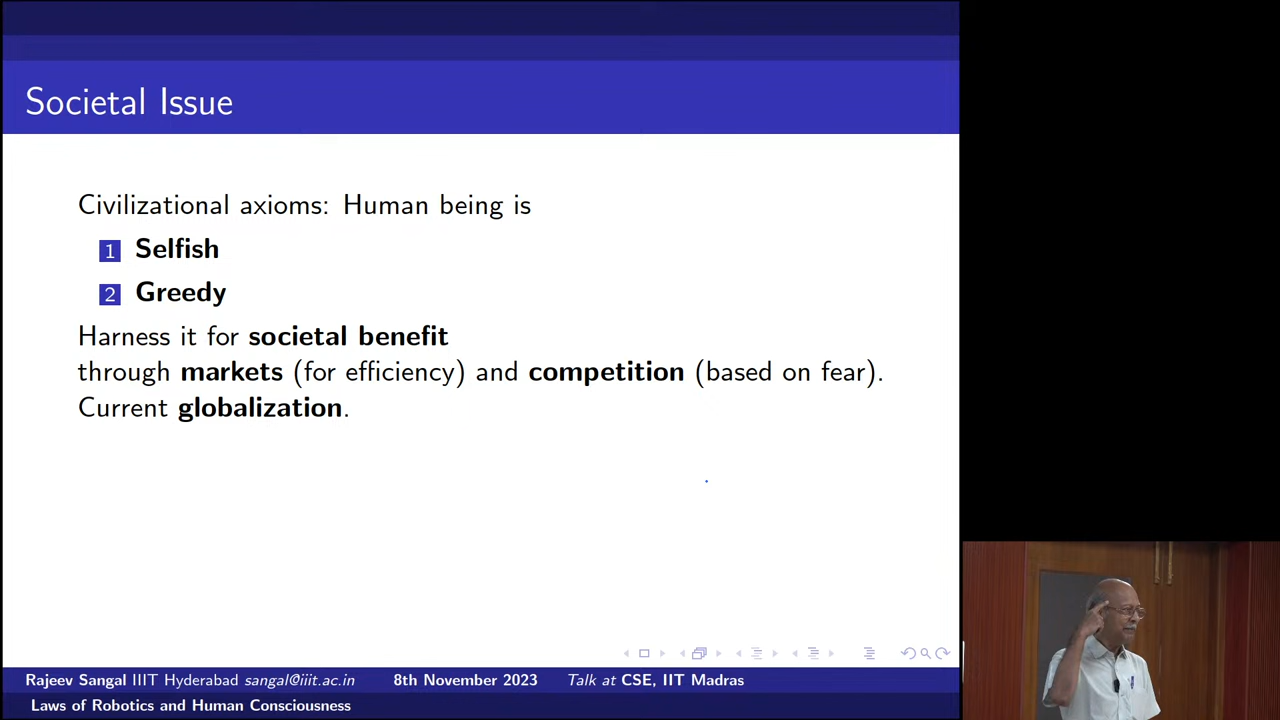 Societal Issue
Civilizational axioms: Human being is
1 Selfish
2 Greedy
Harness it for societal benefit
through markets (for efficiency) and competition (based on fear).
Current globalization.
Rajeev Sangal IIIT Hyderabad sangal@iiit.ac.in 8th November 2023 Talk at CSE, IIT Madras
Laws of Robotics and Human Consciousness